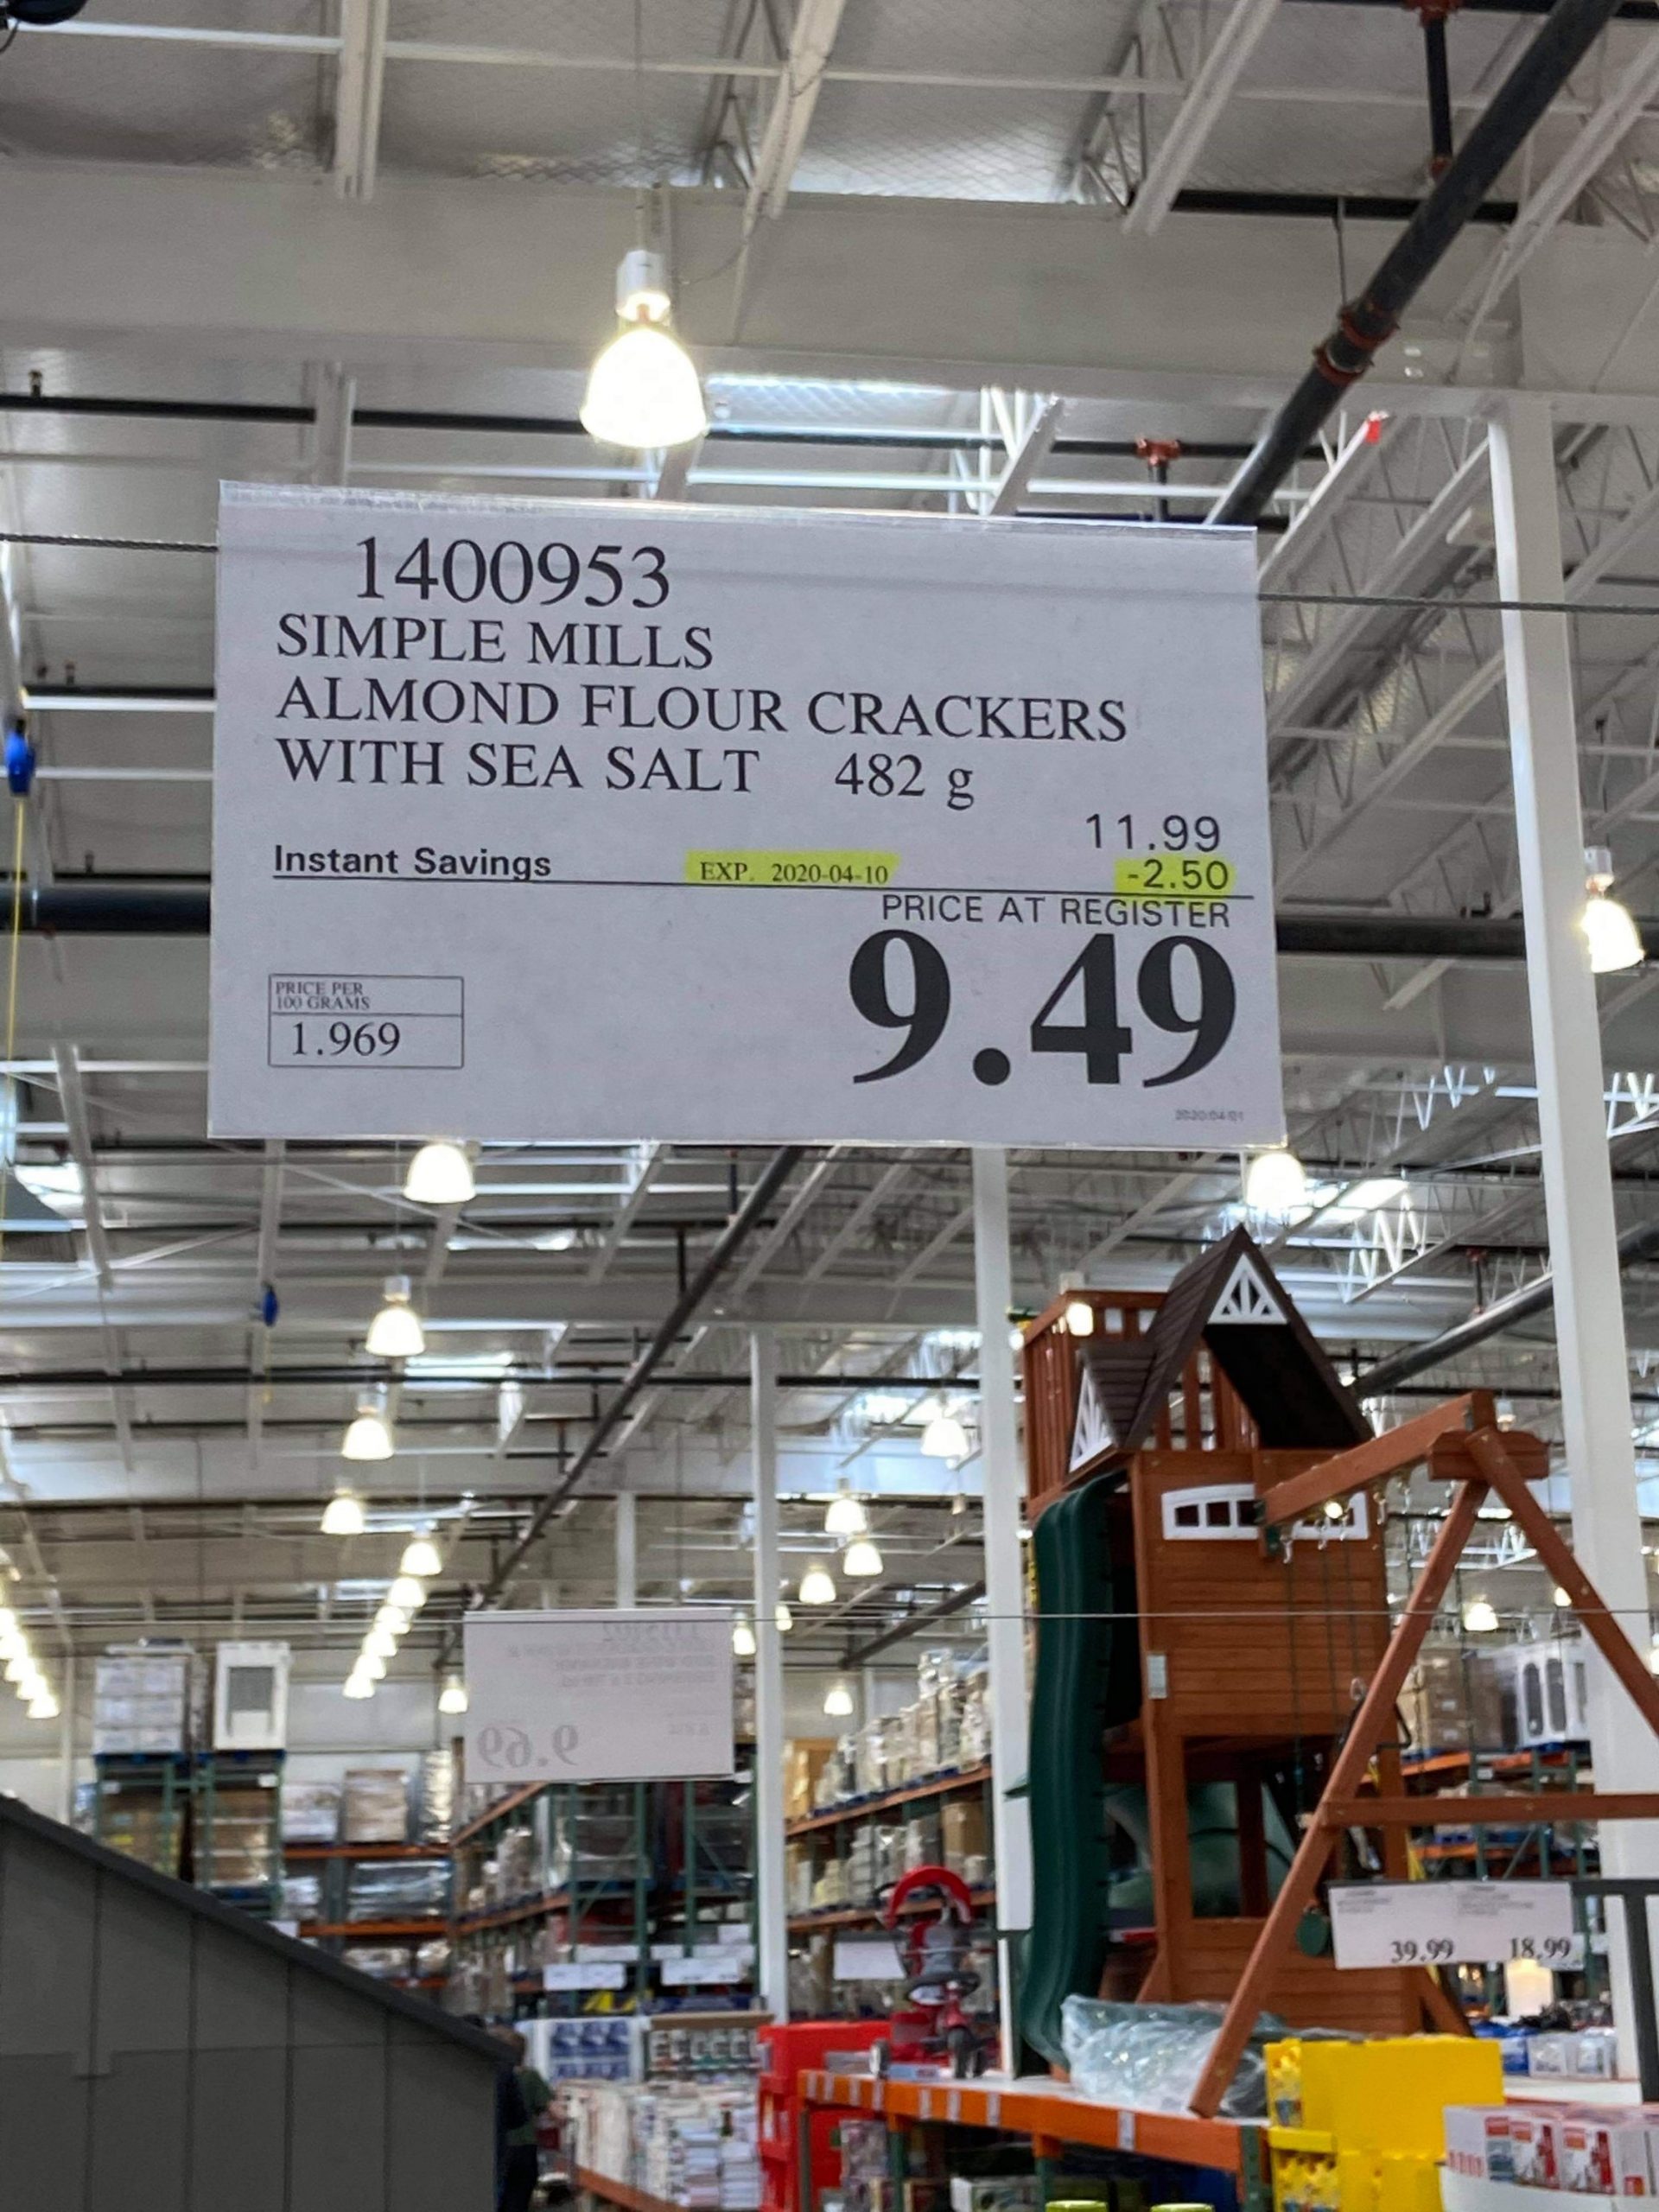 1400953
SIMPLE MILLS
ALMOND FLOUR CRACKERS
WITH SEA SALT 482 g
11.99
Instant Savings EXP. 2020-04-10 -2.50
PRICE AT REGISTER
9.49
PRICE PER
100 GRAMS
1.969
2020/04/01
9.69
39.99 18.99